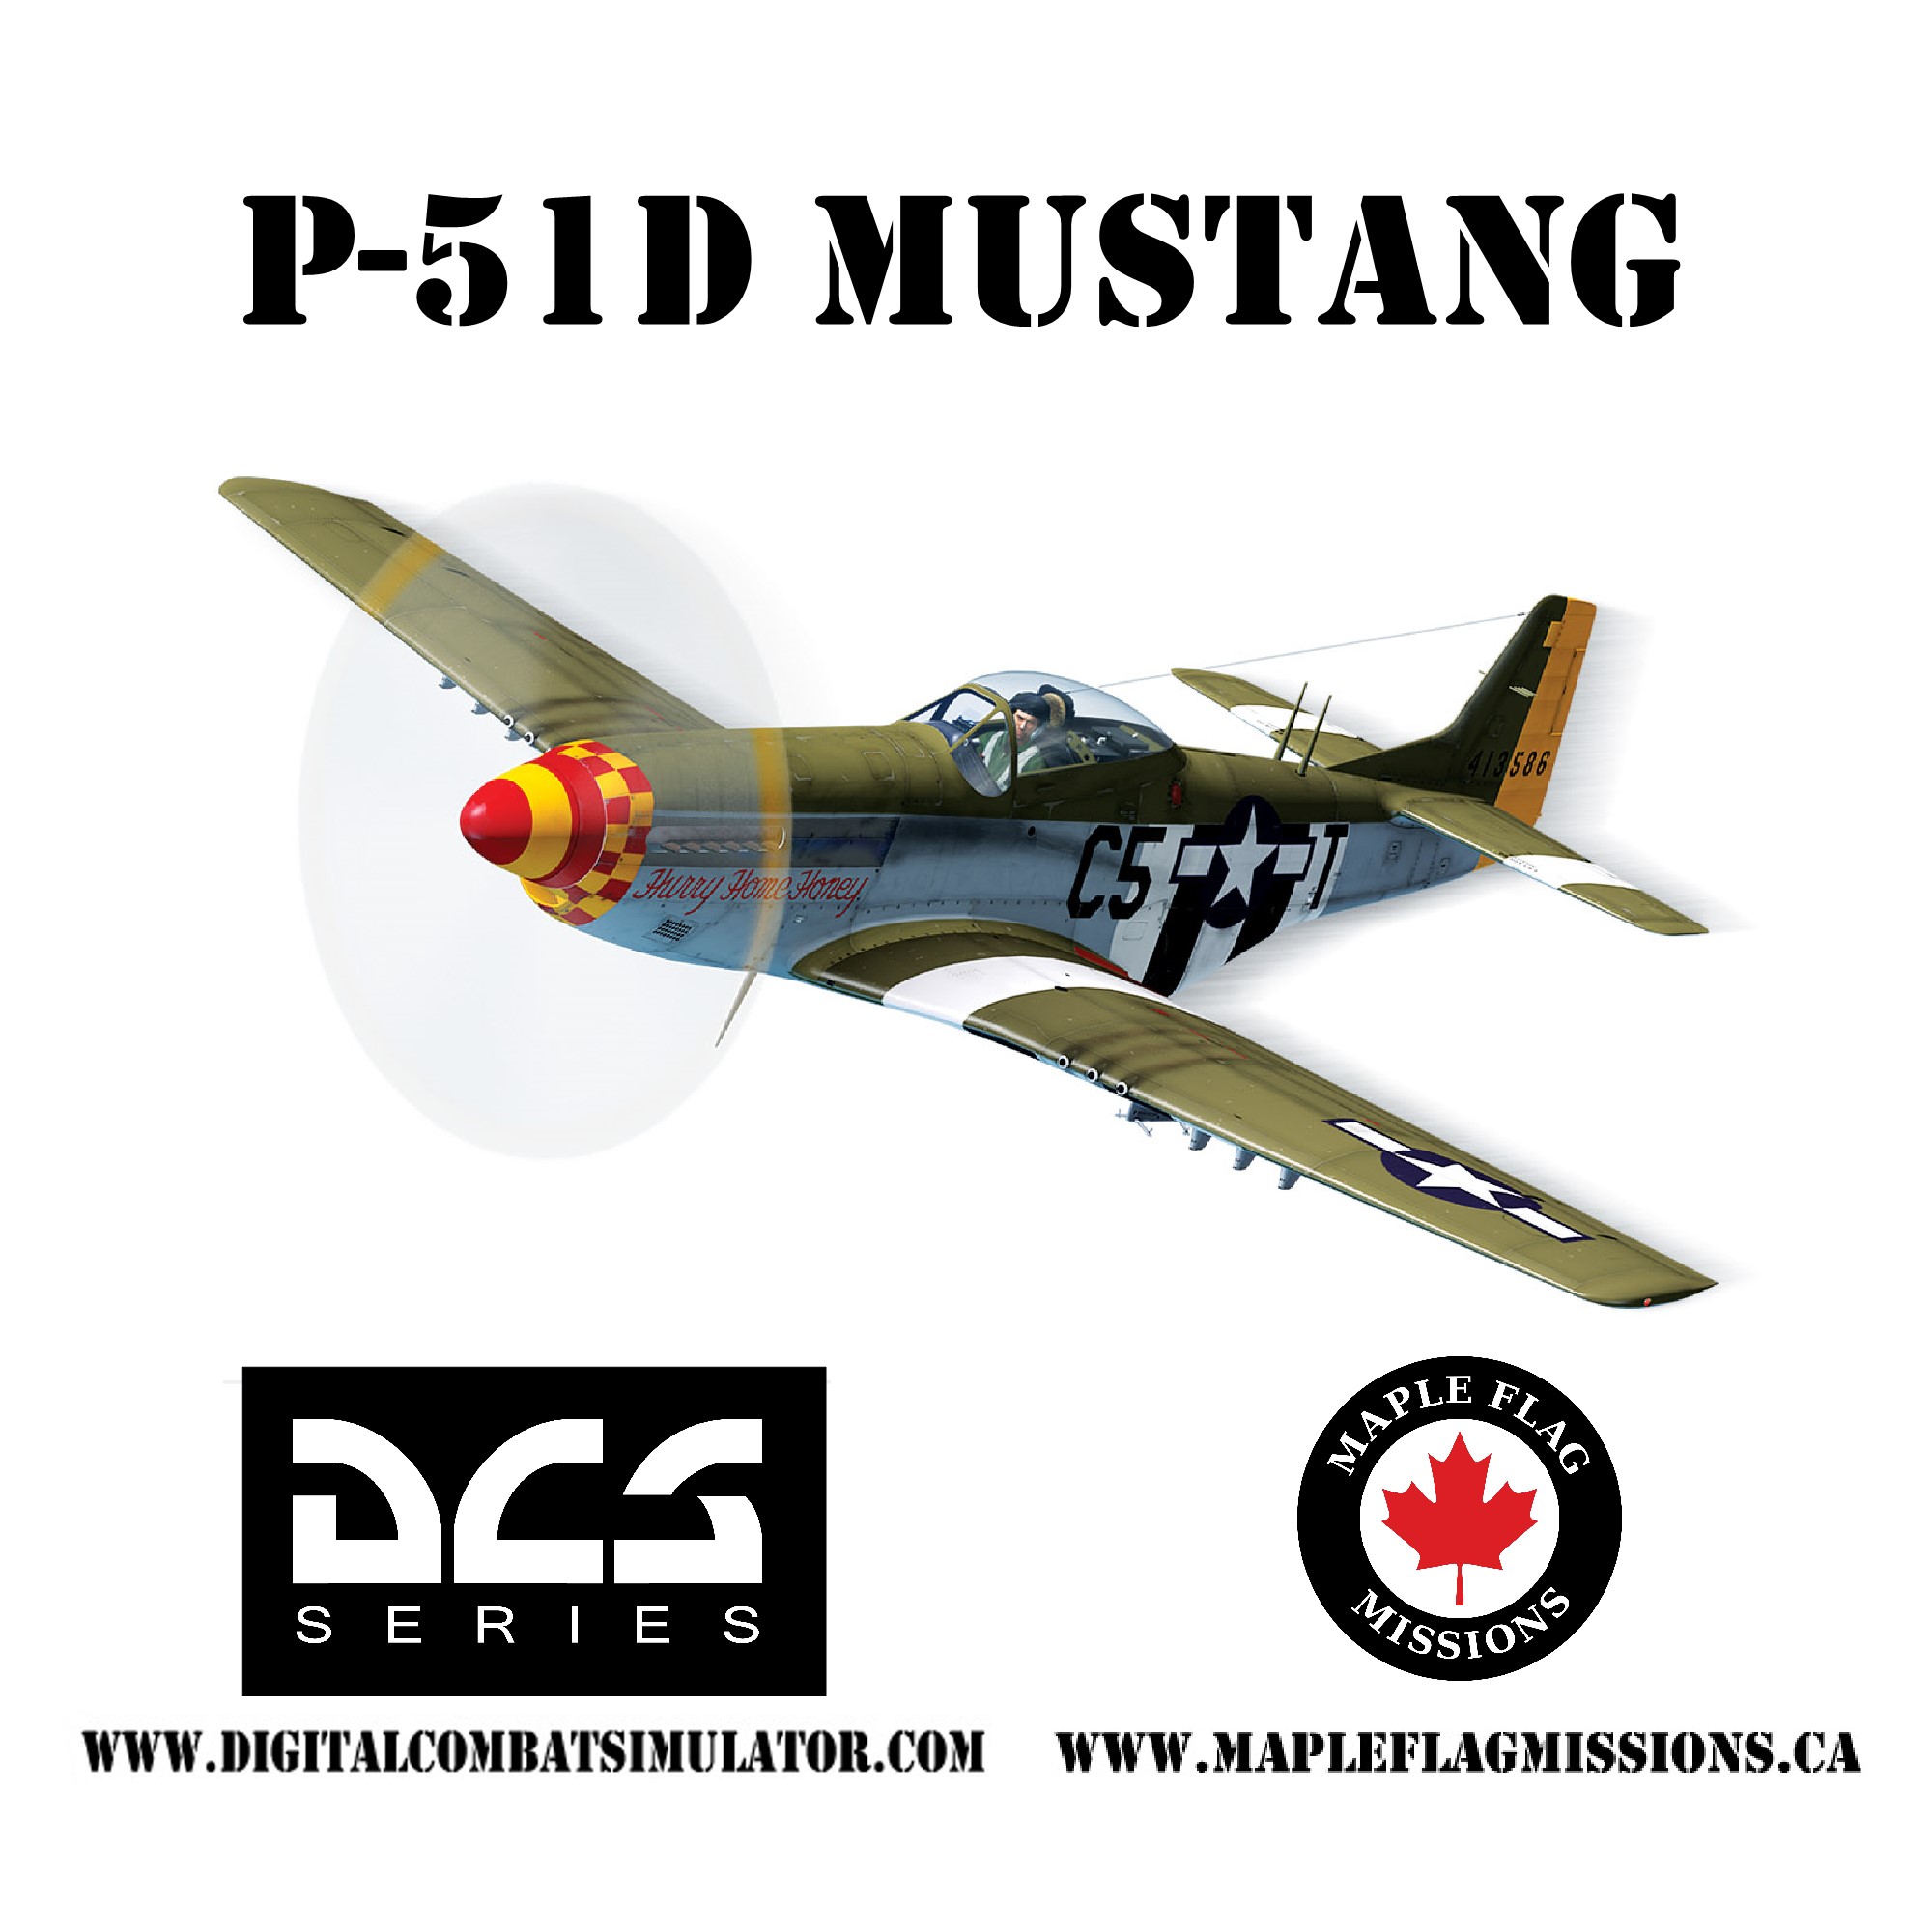 P-51D MUSTANG
413586
C5 I
Hurry Home Honey
DCS
SERIES
MAPLE FLAG
MISSIONS
WWW.DIGITALCOMBATSIMULATOR.COM
WWW.MAPLEFLAGMISSIONS.CA